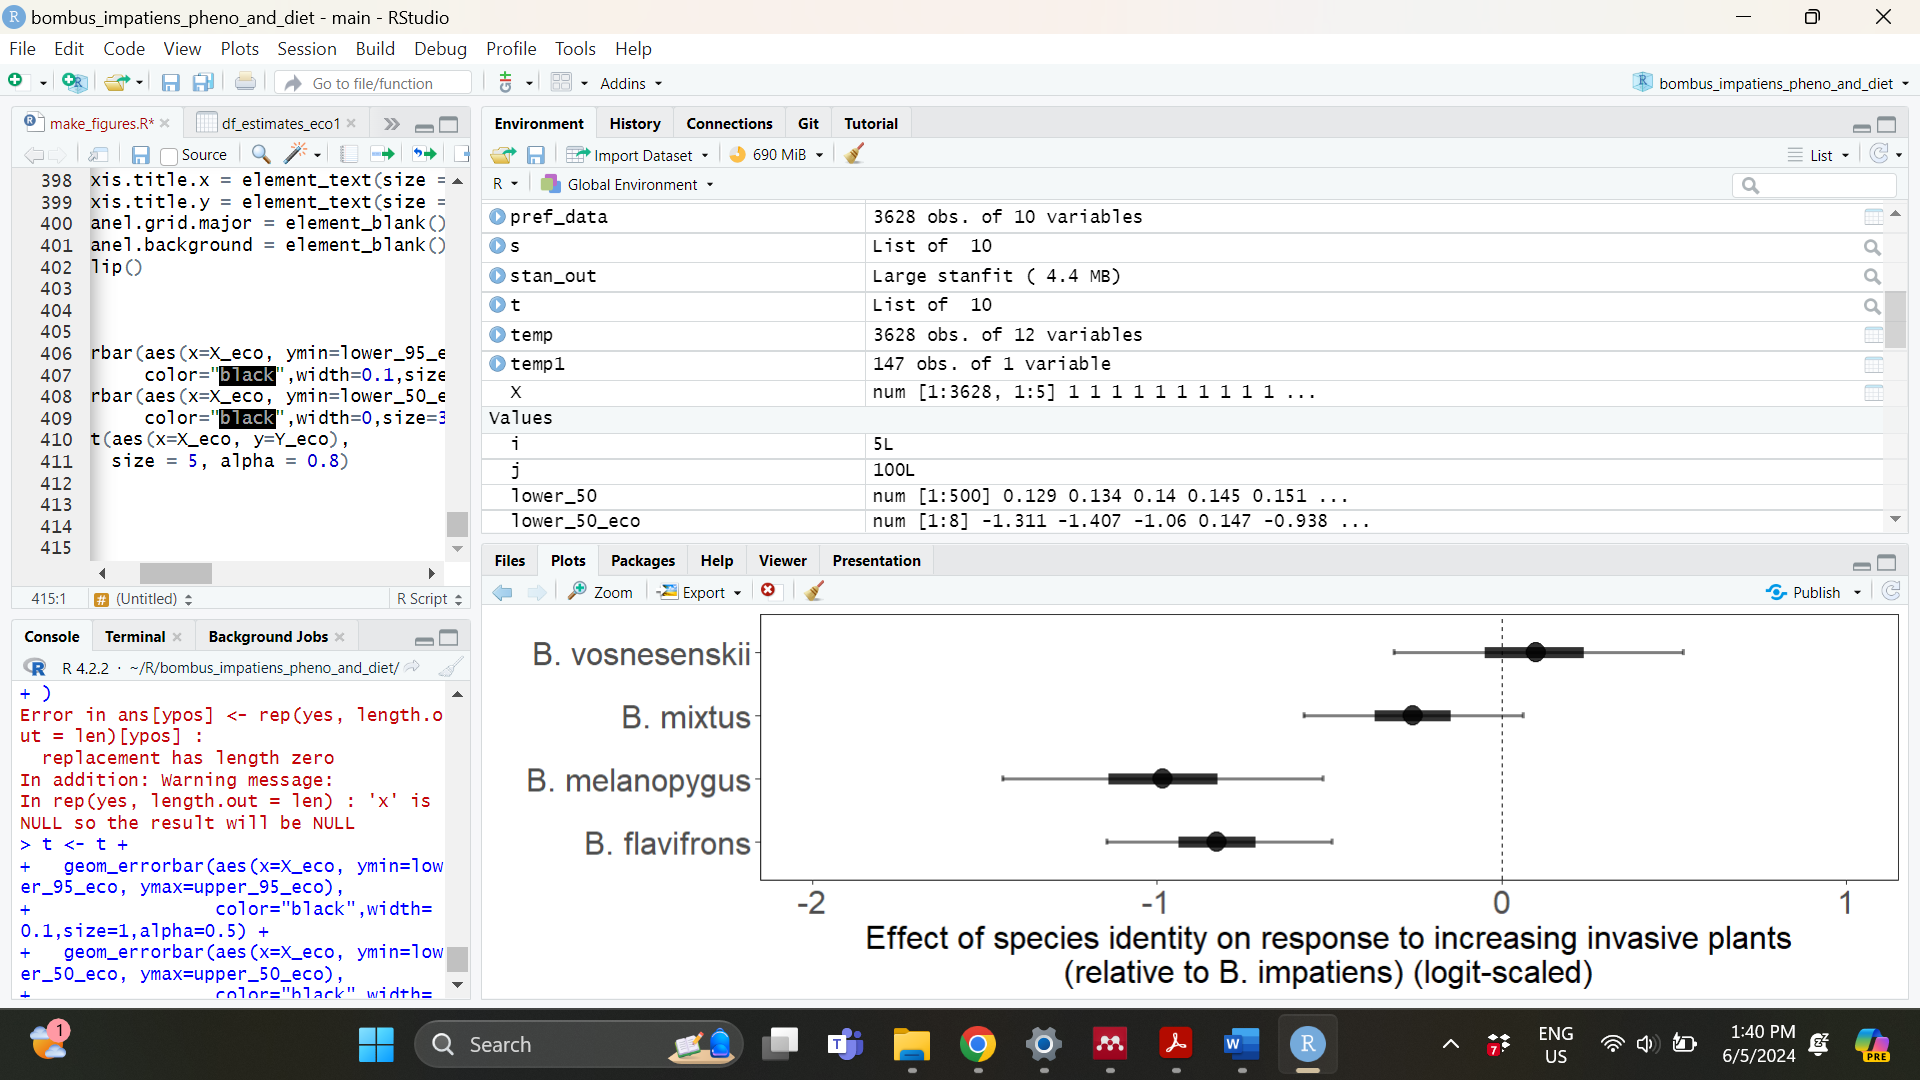 bombus_impatiens_pheno_and_diet - main - RStudio
File Edit Code View Plots Session Build Debug Profile Tools Help
Go to file/function
Addins
bombus_impatiens_pheno_and_diet
make_figures.R*
df_estimates_eco1
Source
398 xis.title.x = element_text(size =
399 xis.title.y = element_text(size =
400 anel.grid.major = element_blank()
401 anel.background = element_blank()
402 lip()
403
404
405
406 rbar(aes(x=X_eco, ymin=lower_95_e
407 color="black",width=0.1,size
408 rbar(aes(x=X_eco, ymin=lower_50_e
409 color="black",width=0,size=3
410 t(aes(x=X_eco, y=Y_eco),
411 size = 5, alpha = 0.8)
412
413
414
415
415:1 # (Untitled) R Script
Console Terminal Background Jobs
R 4.2.2 · ~/R/bombus_impatiens_pheno_and_diet/
+ )
Error in ans[ypos] <- rep(yes, length.o
ut = len)[ypos] :
replacement has length zero
In addition: Warning message:
In rep(yes, length.out = len) : 'x' is
NULL so the result will be NULL
> t <- t +
+ geom_errorbar(aes(x=X_eco, ymin=low
er_95_eco, ymax=upper_95_eco),
+ color="black",width=
0.1,size=1,alpha=0.5) +
+ geom_errorbar(aes(x=X_eco, ymin=low
er_50_eco, ymax=upper_50_eco),
+ color="black",width=
Environment History Connections Git Tutorial
Import Dataset 690 MiB List
R Global Environment
pref_data 3628 obs. of 10 variables
s List of 10
stan_out Large stanfit ( 4.4 MB)
t List of 10
temp 3628 obs. of 12 variables
temp1 147 obs. of 1 variable
X num [1:3628, 1:5] 1 1 1 1 1 1 1 1 1 1 ...
Values
i 5L
j 100L
lower_50 num [1:500] 0.129 0.134 0.14 0.145 0.151 ...
lower_50_eco num [1:8] -1.311 -1.407 -1.06 0.147 -0.938 ...
Files Plots Packages Help Viewer Presentation
Zoom Export Publish
B. vosnesenskii
B. mixtus
B. melanopygus
B. flavifrons
-2 -1 0 1
Effect of species identity on response to increasing invasive plants
(relative to B. impatiens) (logit-scaled)
1
Search
T
W
R
7
ENG
US
1:40 PM
6/5/2024
PRE